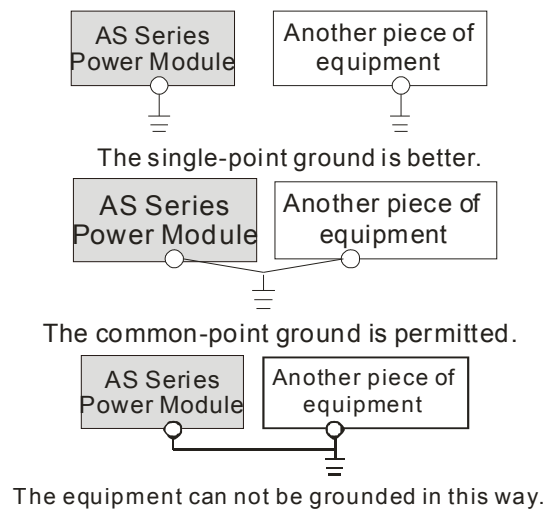 AS Series
Power Module
Another piece of
equipment
The single-point ground is better.
AS Series
Power Module
Another piece of
equipment
The common-point ground is permitted.
AS Series
Power Module
Another piece of
equipment
The equipment can not be grounded in this way.